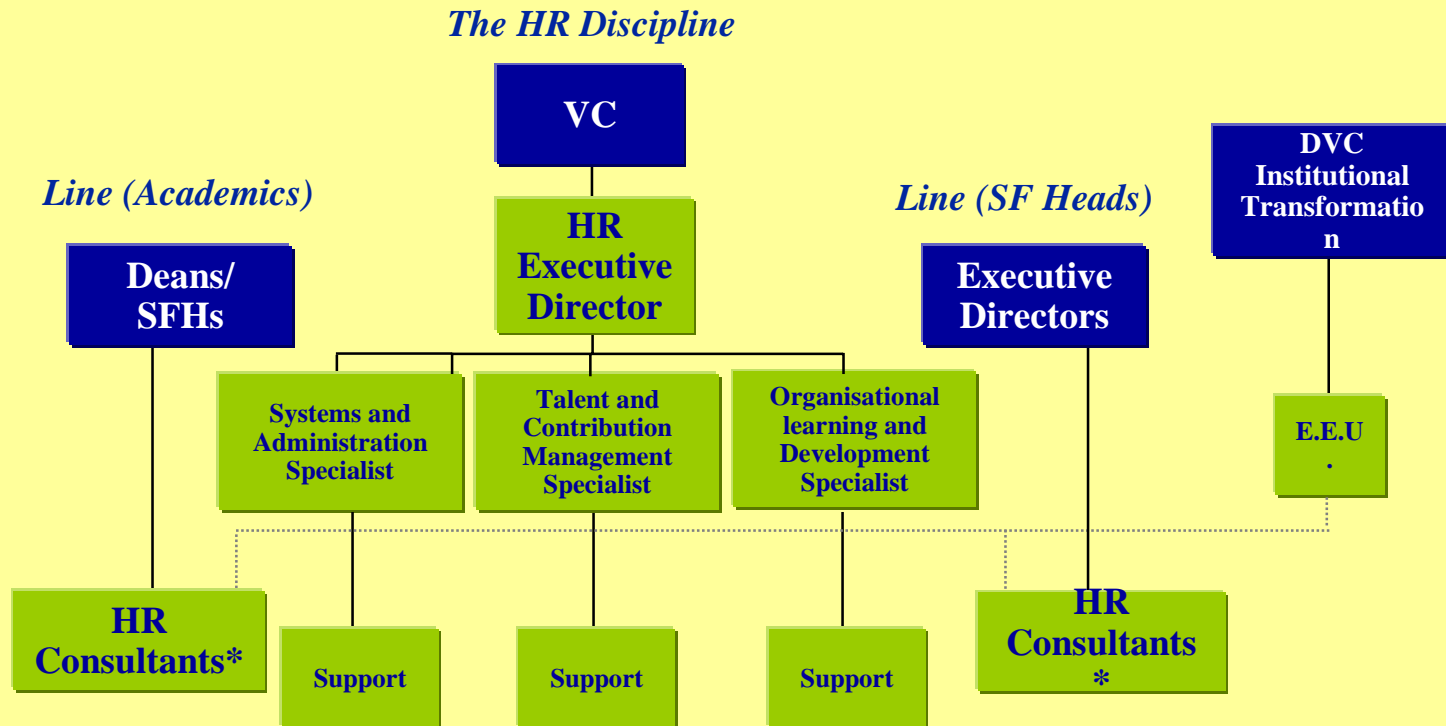 The HR Discipline
VC
DVC
Institutional
Transformatio
n
Line (Academics)
Line (SF Heads)
HR
Executive
Director
Deans/
SFHs
Executive
Directors
Systems and
Administration
Specialist
Talent and
Contribution
Management
Specialist
Organisational
learning and
Development
Specialist
E.E.U
.
HR
Consultants*
Support
Support
Support
HR
Consultants
*